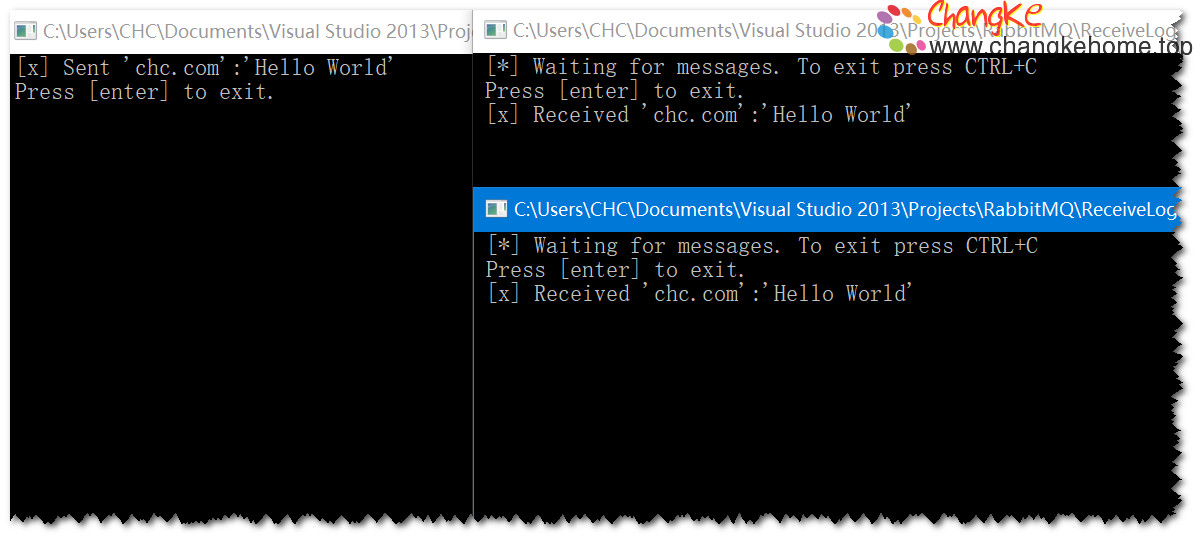 C:\Users\CHC\Documents\Visual Studio 2013\Proj
[x] Sent 'chc.com':'Hello World'
Press [enter] to exit.
C:\Users\CHC\Documents\Visual Studio 2013\Projects\RabbitMQ\ReceiveLog
ChangKe
www.changkehome.top
[*] Waiting for messages. To exit press CTRL+C
Press [enter] to exit.
[x] Received 'chc.com':'Hello World'
C:\Users\CHC\Documents\Visual Studio 2013\Projects\RabbitMQ\ReceiveLog
[*] Waiting for messages. To exit press CTRL+C
Press [enter] to exit.
[x] Received 'chc.com':'Hello World'